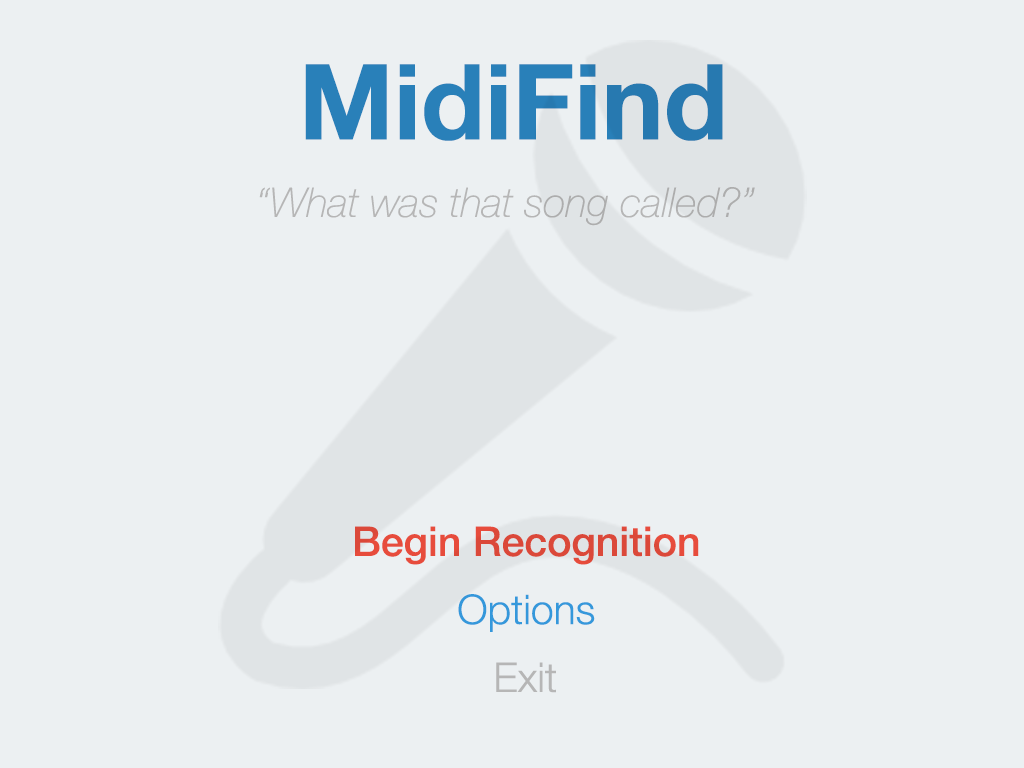 MidiFind
“What was that song called?”
Begin Recognition
Options
Exit